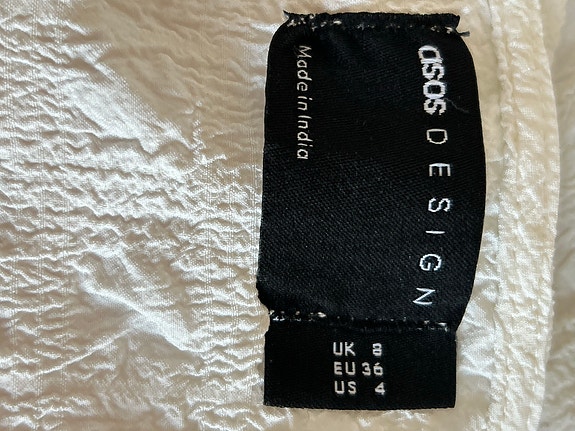 asos DESIGN
Made in India
UK 8
EU 36
US 4